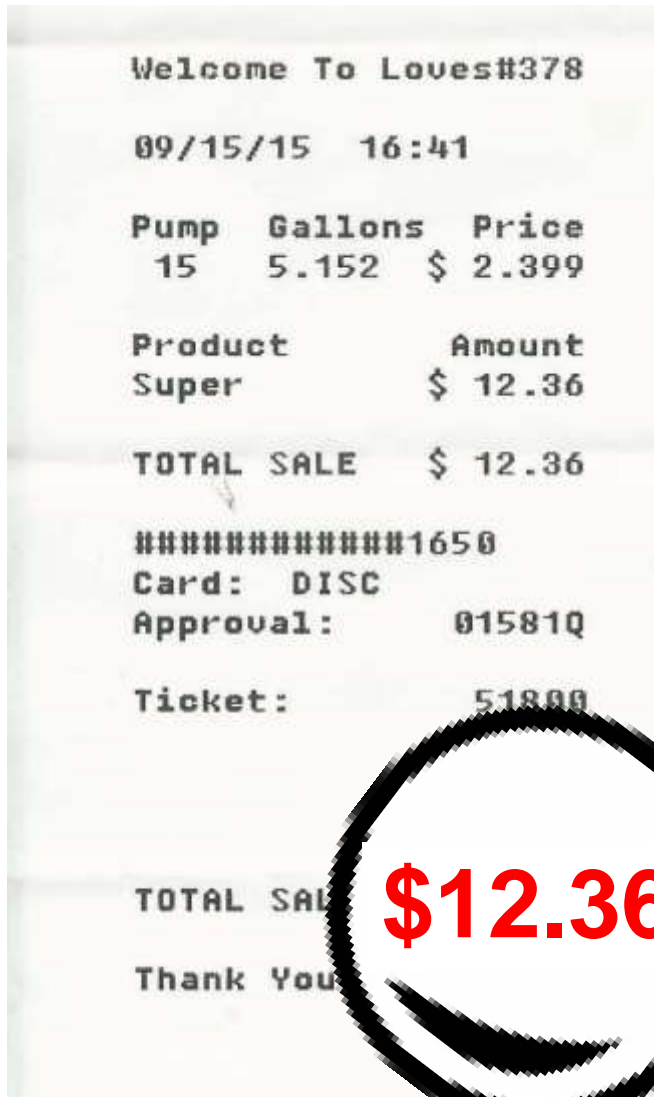 Welcome To Loves#378
09/15/15 16:41
Pump Gallons Price
15 5.152 $ 2.399
Product Amount
Super $ 12.36
TOTAL SALE $ 12.36
############1650
Card: DISC
Approval: 01581Q
Ticket: 51800
TOTAL SAL
$12.36
Thank You